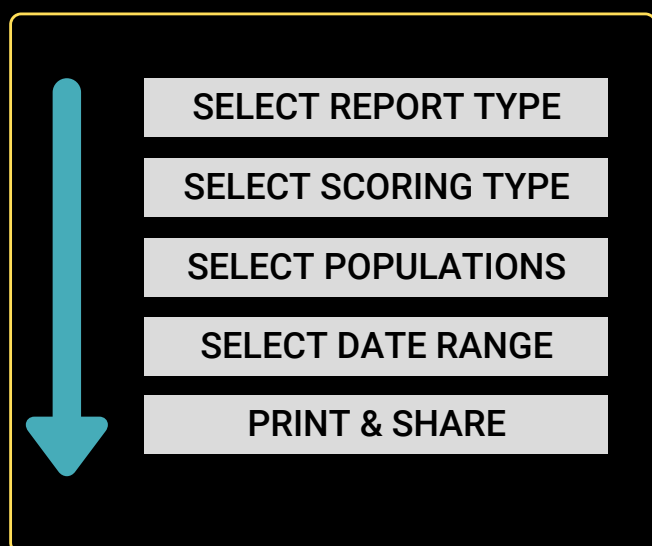 SELECT REPORT TYPE
SELECT SCORING TYPE
SELECT POPULATIONS
SELECT DATE RANGE
PRINT & SHARE